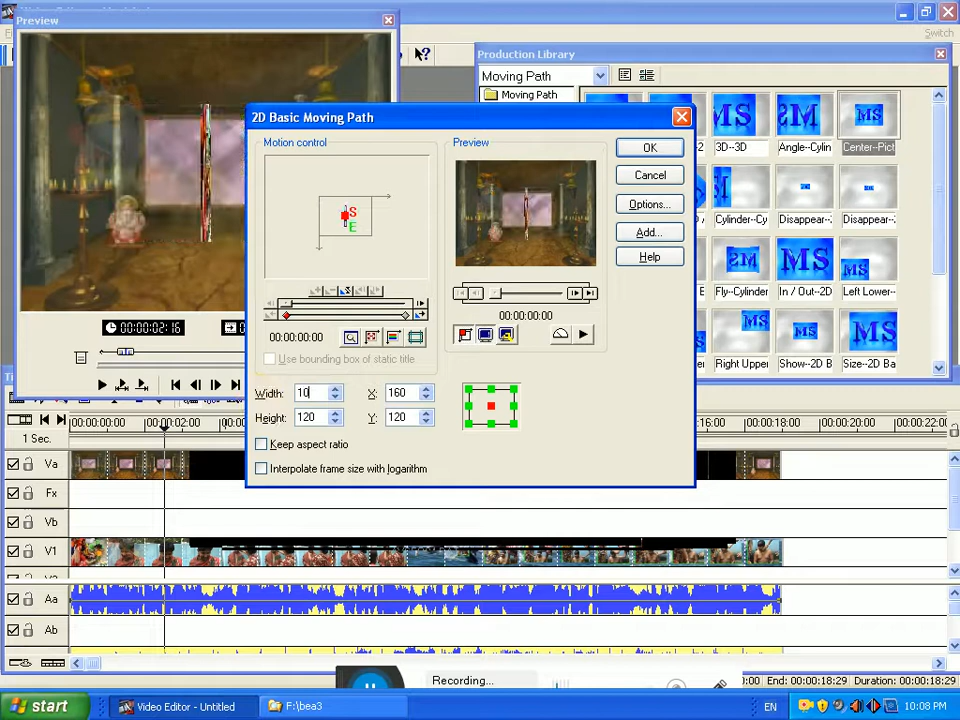 Preview
Switch
Production Library
Moving Path
Moving Path
3D--3D
Angle--Cylin
Center--Pict
Cylinder--Cy
Disappear--2
Disappear--2
Fly--Cylinder
In / Out--2D
Left Lower--
Right Upper
Show--2D B
Size--2D Ba
2D Basic Moving Path
Motion control
S
E
00:00:00:00
Use bounding box of static title
Preview
00:00:00:00
OK
Cancel
Options...
Add...
Help
Width: 10
X: 160
Height: 120
Y: 120
Keep aspect ratio
Interpolate frame size with logarithm
00:00:02:16
1 Sec.
00:00:00:00
00:00:02:00
00:00:18:00
00:00:20:00
Va
Fx
Vb
V1
Aa
Ab
Recording...
End: 00:00:18:29
Duration: 00:00:18:29
start
Video Editor - Untitled
F:\bea3
EN
10:08 PM